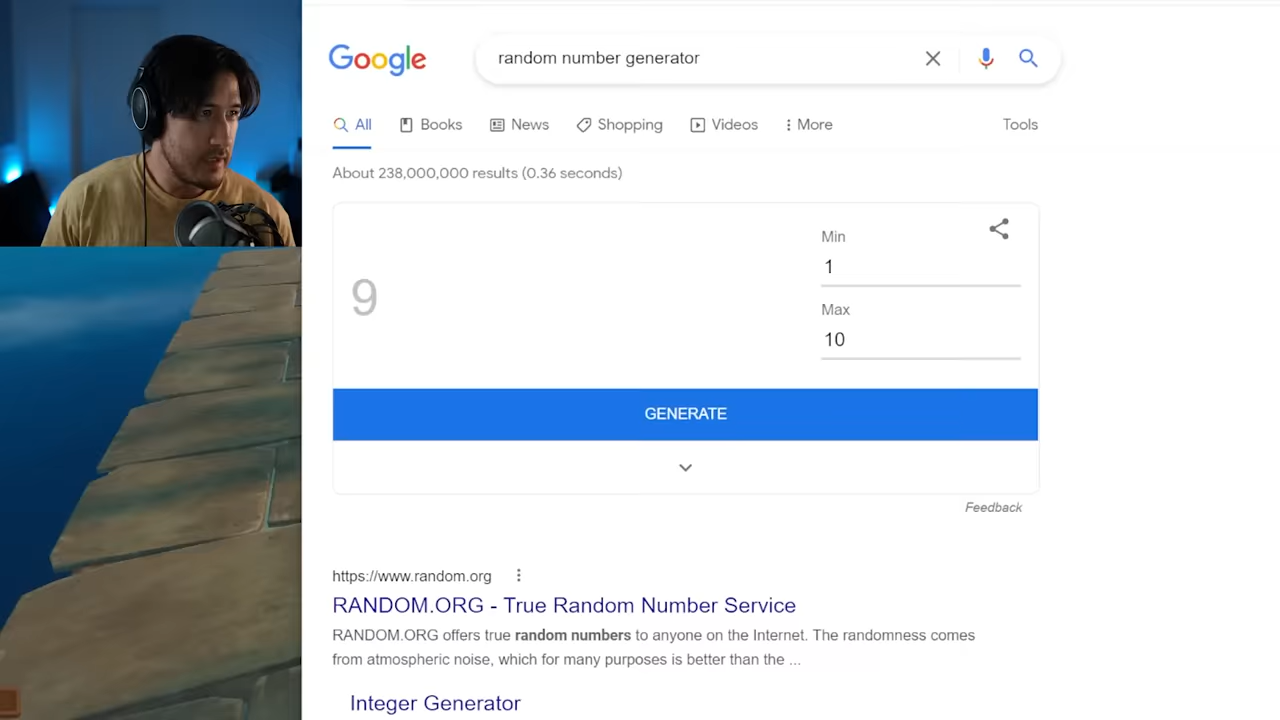 Google
random number generator
All
Books
News
Shopping
Videos
More
Tools
About 238,000,000 results (0.36 seconds)
Min
1
9
Max
10
GENERATE
Feedback
https://www.random.org
RANDOM.ORG - True Random Number Service
RANDOM.ORG offers true random numbers to anyone on the Internet. The randomness comes
from atmospheric noise, which for many purposes is better than the ...
Integer Generator